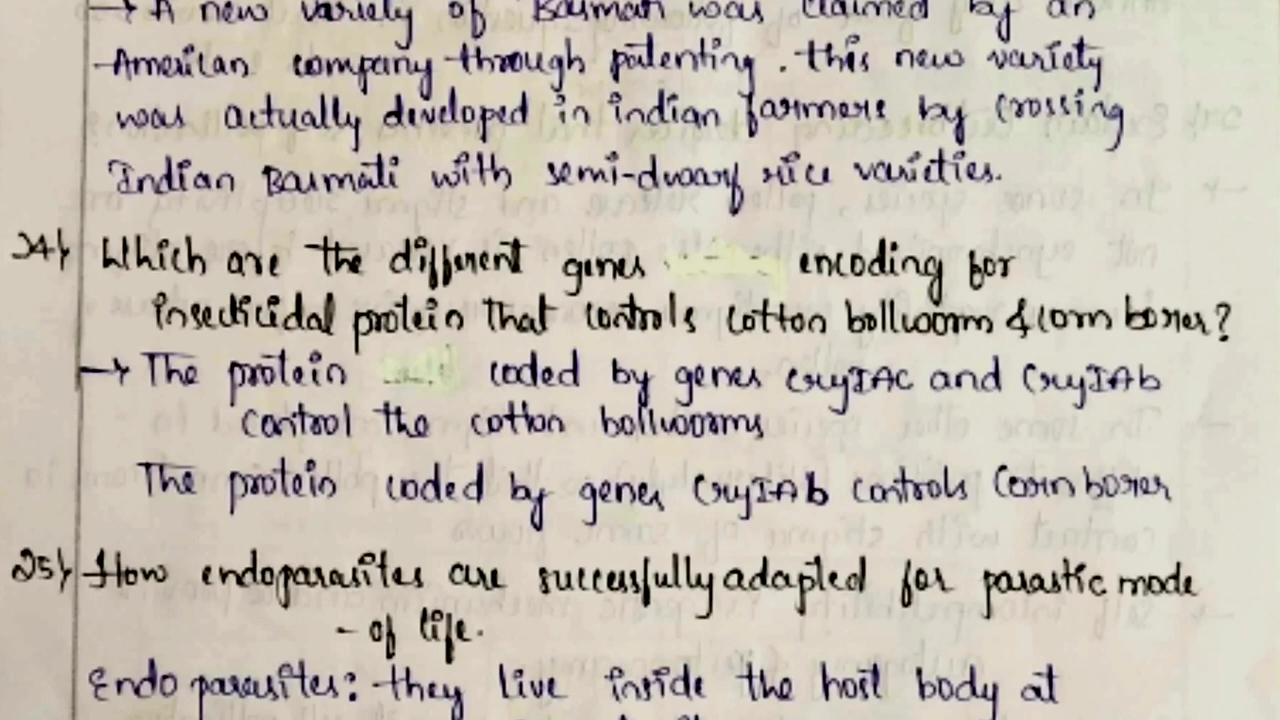 → A new variety of Basmati was claimed by an
American company through patenting. this new variety
was actually developed in indian farmers by crossing
Indian Basmati with semi-dwarf rice varieties.
24) Which are the different genes encoding for
insecticidal protein that controls cotton bollworm & corn borer?
→ The protein coded by genes cryIAc and CryIAb
control the cotton bollworms
The protein coded by genes CryIAb controls Corn borer
25) How endoparasites are successfully adapted for parastic mode
- of life.
Endo parasites: they live inside the host body at